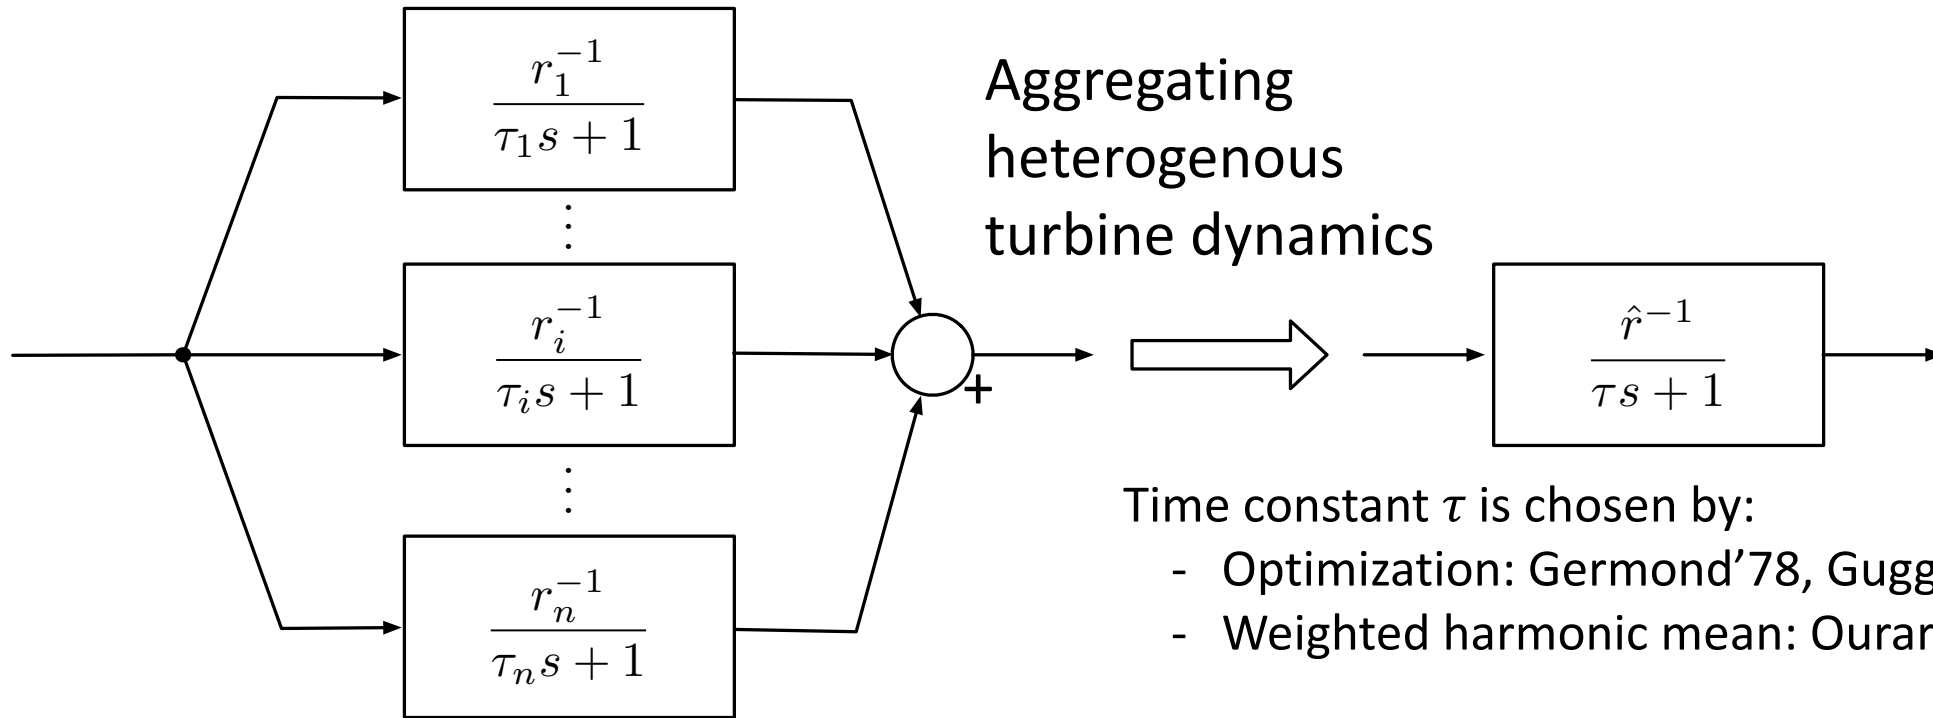 r_1^{-1}
τ_1 s + 1
⋮
r_i^{-1}
τ_i s + 1
⋮
r_n^{-1}
τ_n s + 1
+
Aggregating
heterogenous
turbine dynamics
r̂^{-1}
τs + 1
Time constant τ is chosen by:
- Optimization: Germond'78,
- Weighted harmonic mean: